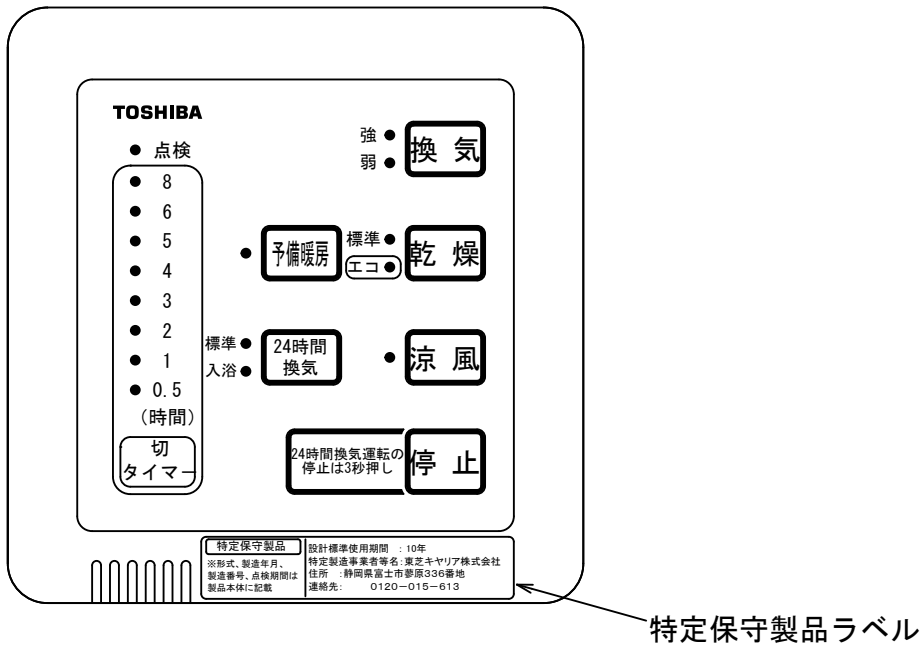 TOSHIBA
点検
8
6
5
4
3
2
1
0.5
(時間)
切
タイマー
強
弱
換 気
予備暖房
標準
エコ
乾 燥
標準
入浴
24時間
換気
涼 風
24時間換気運転の
停止は3秒押し
停 止
特定保守製品
※形式、製造年月、
製造番号、点検期間は
製品本体に記載
設計標準使用期間 :10年
特定製造事業者等名:東芝キヤリア株式会社
住所 :静岡県富士市蓼原336番地
連絡先: 0120-015-613
特定保守製品ラベル